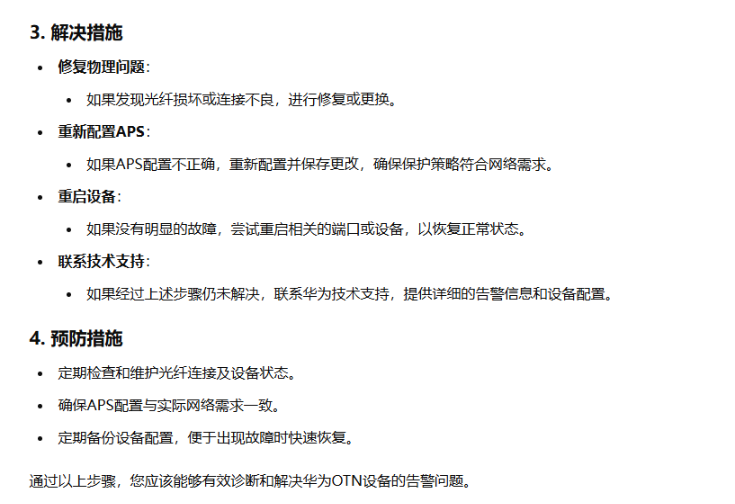 3. 解决措施
修复物理问题：
如果发现光纤损坏或连接不良，进行修复或更换。
重新配置APS：
如果APS配置不正确，重新配置并保存更改，确保保护策略符合网络需求。
重启设备：
如果没有明显的故障，尝试重启相关的端口或设备，以恢复正常状态。
联系技术支持：
如果经过上述步骤仍未解决，联系华为技术支持，提供详细的告警信息和设备配置。
4. 预防措施
定期检查和维护光纤连接及设备状态。
确保APS配置与实际网络需求一致。
定期备份设备配置，便于出现故障时快速恢复。
通过以上步骤，您应该能够有效诊断和解决华为OTN设备的告警问题。